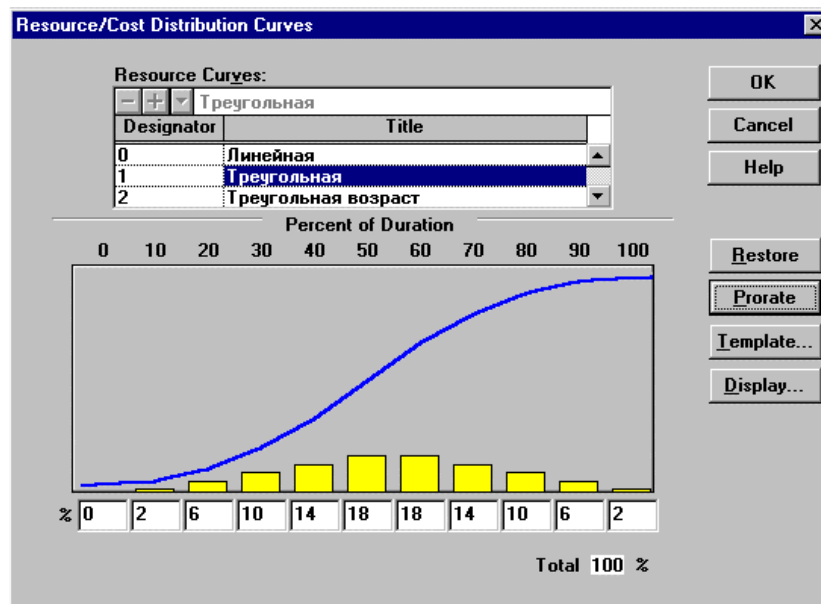 Resource/Cost Distribution Curves
Resource Curves:
Треугольная
Designator Title
0 Линейная
1 Треугольная
2 Треугольная возраст
OK
Cancel
Help
Percent of Duration
0 10 20 30 40 50 60 70 80 90 100
Restore
Prorate
Template...
Display...
% 0 2 6 10 14 18 18 14 10 6 2
Total 100 %